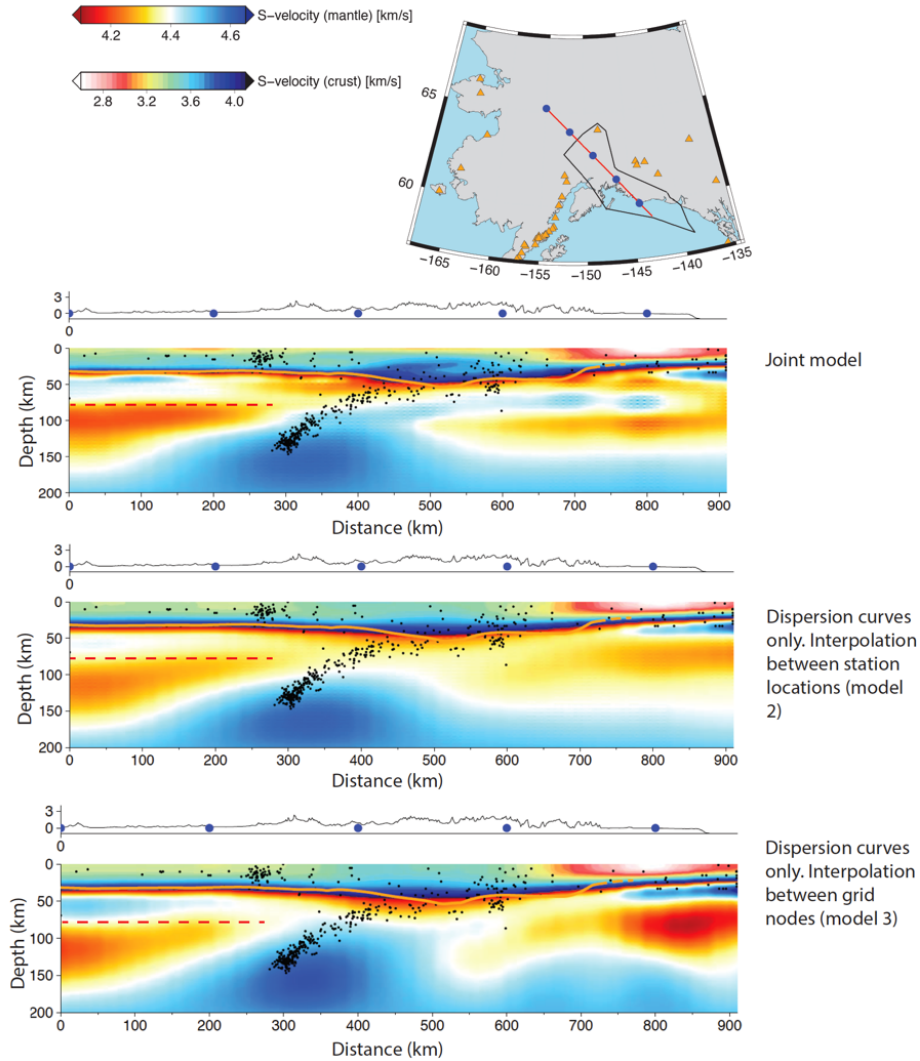 S-velocity (mantle) [km/s]
4.2 4.4 4.6
S-velocity (crust) [km/s]
2.8 3.2 3.6 4.0
65
60
-165 -160 -155 -150 -145 -140 -135
3
0
0
Joint model
0
50
100
150
200
Depth (km)
0 100 200 300 400 500 600 700 800 900
Distance (km)
3
0
0
Dispersion curves
only. Interpolation
between station
locations (model
2)
0
50
100
150
200
Depth (km)
0 100 200 300 400 500 600 700 800 900
Distance (km)
3
0
0
Dispersion curves
only. Interpolation
between grid
nodes (model 3)
0
50
100
150
200
Depth (km)
0 100 200 300 400 500 600 700 800 900
Distance (km)